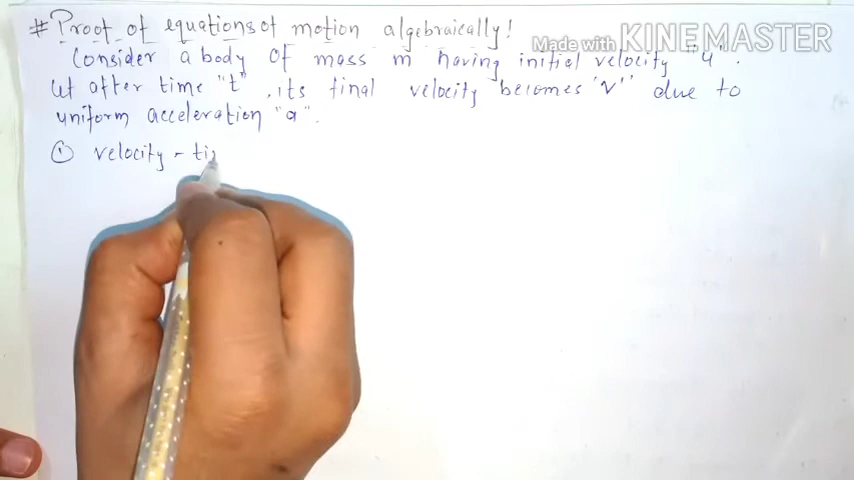 # Proof of equations of motion algebraically!
Made with KINEMASTER
Consider a body of mass m having initial velocity "u".
let after time "t", its final velocity becomes "v" due to
uniform acceleration "a".
① velocity - ti